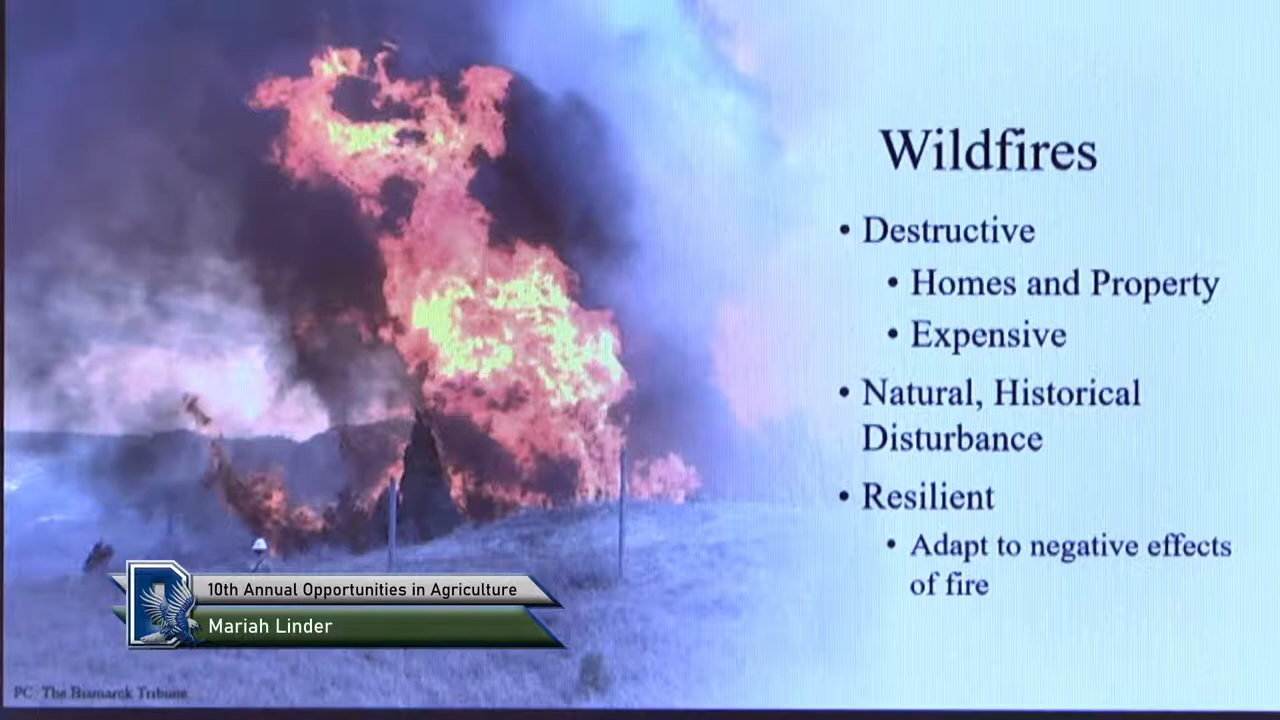 Wildfires
• Destructive
• Homes and Property
• Expensive
• Natural, Historical
Disturbance
• Resilient
• Adapt to negative effects
of fire
10th Annual Opportunities in Agriculture
Mariah Linder
PC: The Bismarck Tribune